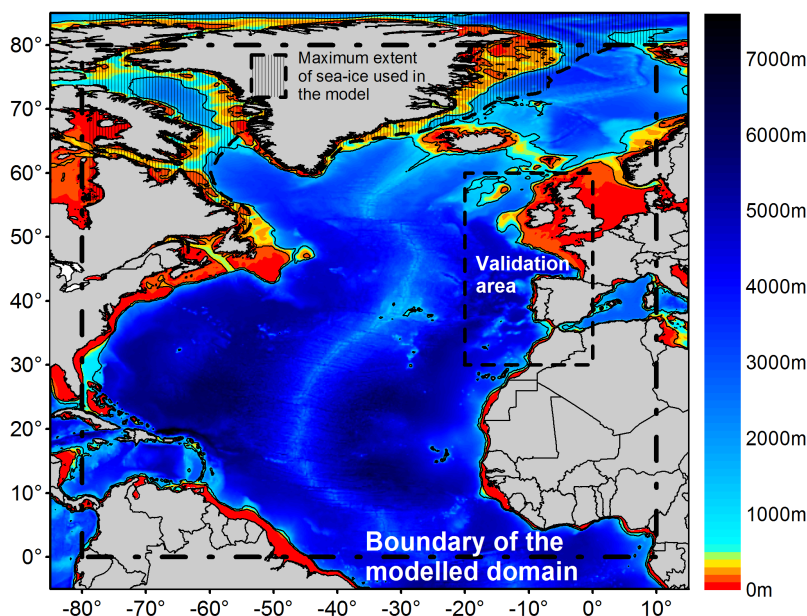 80°
70°
60°
50°
40°
30°
20°
10°
0°
Maximum extent
of sea-ice used in
the model
Validation
area
Boundary of the
modelled domain
-80° -70° -60° -50° -40° -30° -20° -10° 0° 10°
7000m
6000m
5000m
4000m
3000m
2000m
1000m
0m